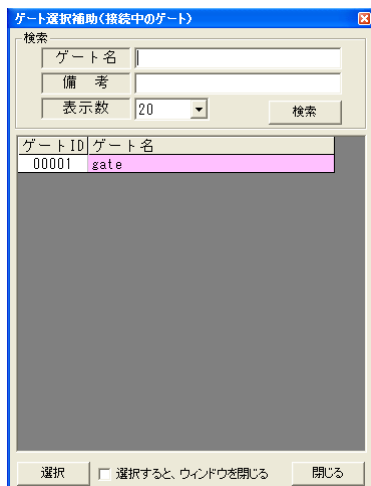 ゲート選択補助(接続中のゲート)
検索
ゲート名
備 考
表示数 20 検索
ゲートID ゲート名
00001 gate
選択 選択すると、ウィンドウを閉じる 閉じる